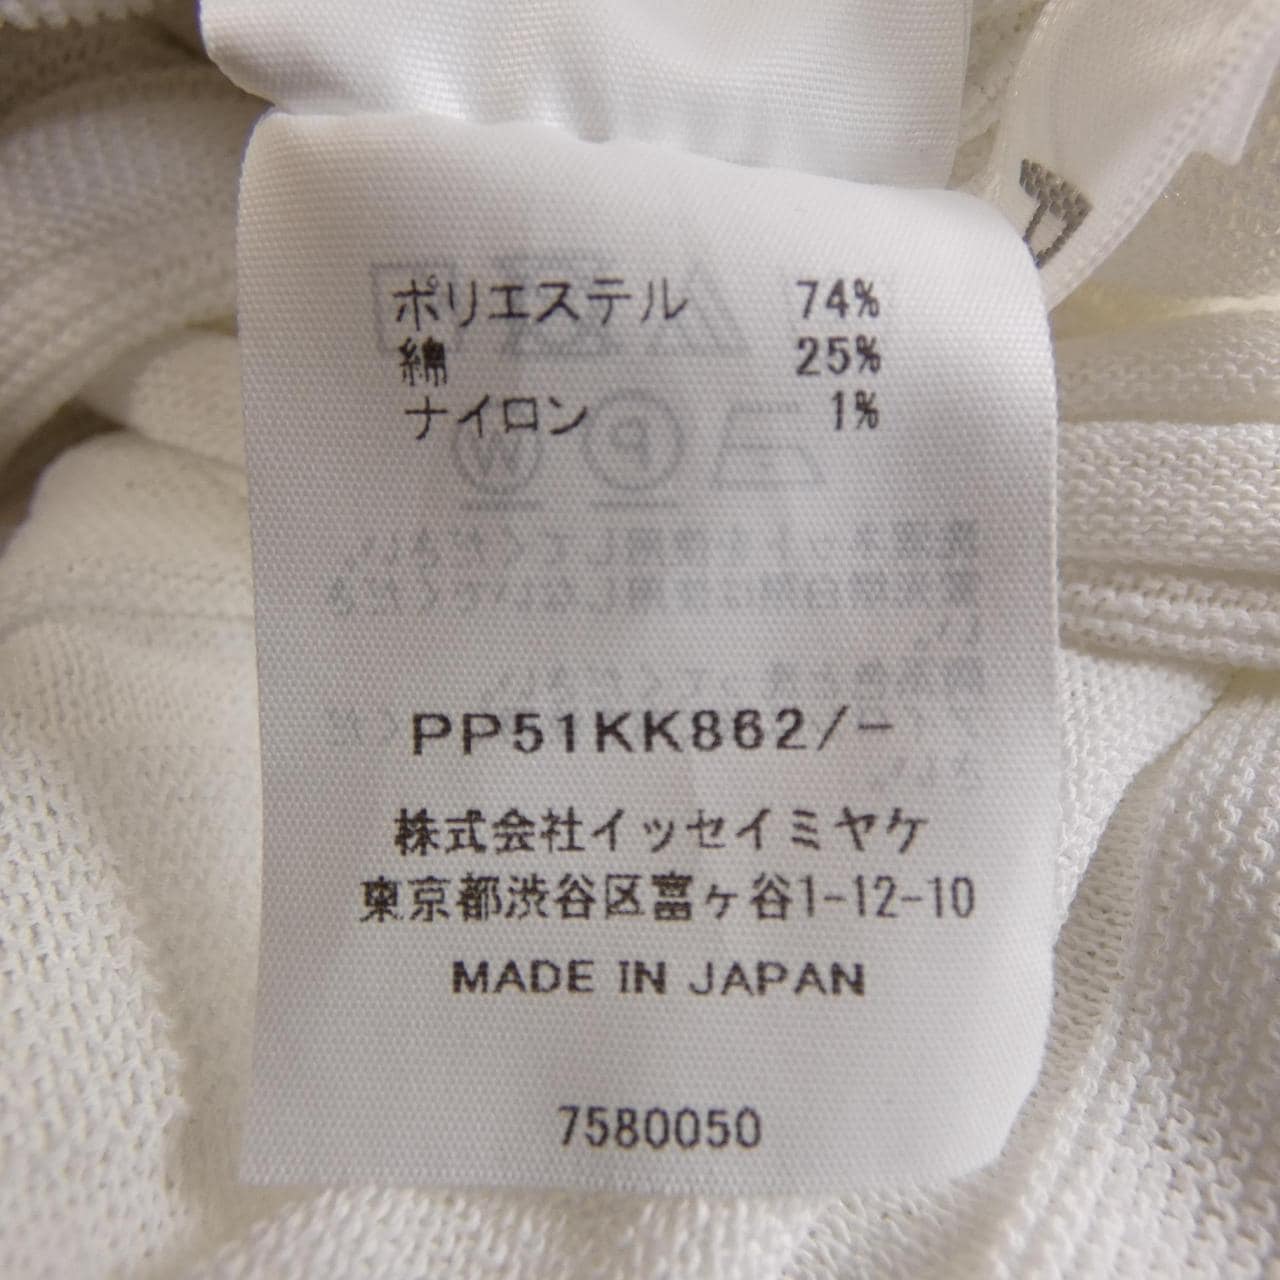 ポリエステル 74%
綿 25%
ナイロン 1%
PP51KK862/-
株式会社イッセイミヤケ
東京都渋谷区富ヶ谷1-12-10
MADE IN JAPAN
7580050